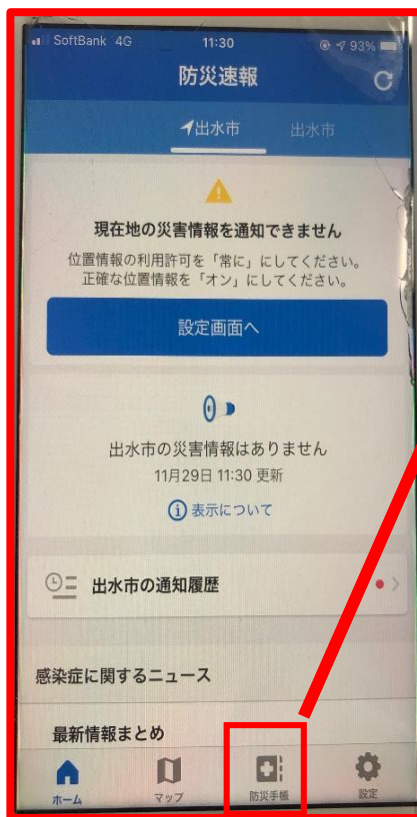 SoftBank 4G 11:30 93%
防災速報
出水市 出水市
現在地の災害情報を通知できません
位置情報の利用許可を「常に」にしてください。
正確な位置情報を「オン」にしてください。
設定画面へ
出水市の災害情報はありません
11月29日 11:30 更新
表示について
出水市の通知履歴
感染症に関するニュース
最新情報まとめ
ホーム マップ 防災手帳 設定